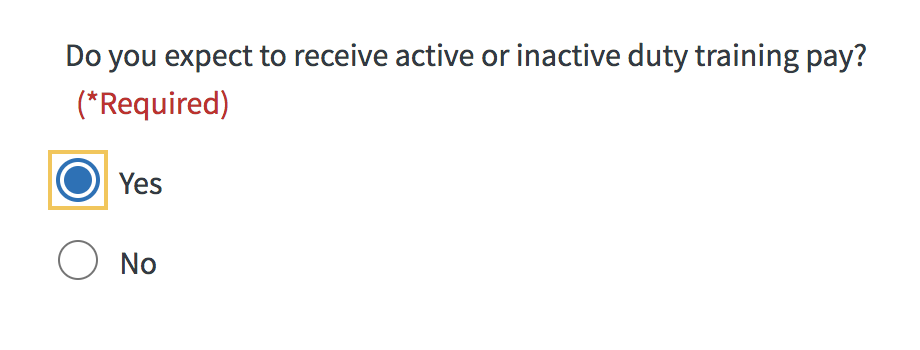 Do you expect to receive active or inactive duty training pay?
(*Required)
Yes
No